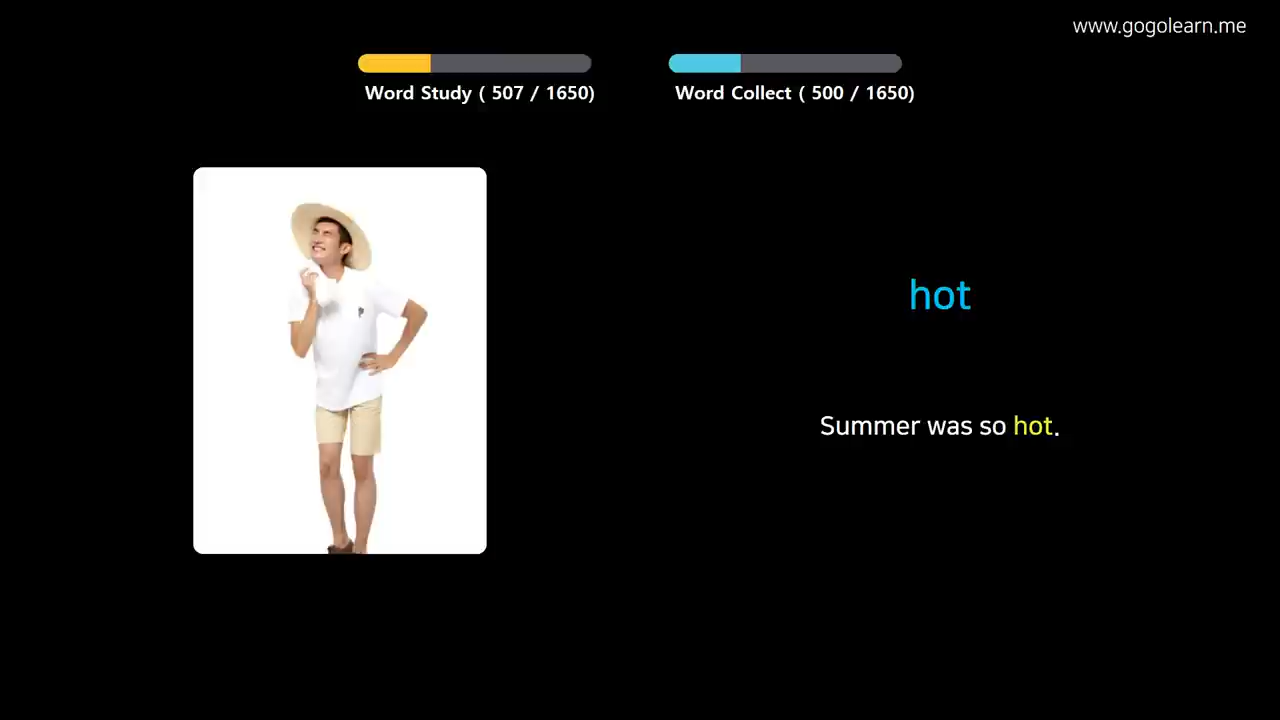 www.gogolearn.me
Word Study ( 507 / 1650)
Word Collect ( 500 / 1650)
hot
Summer was so hot.